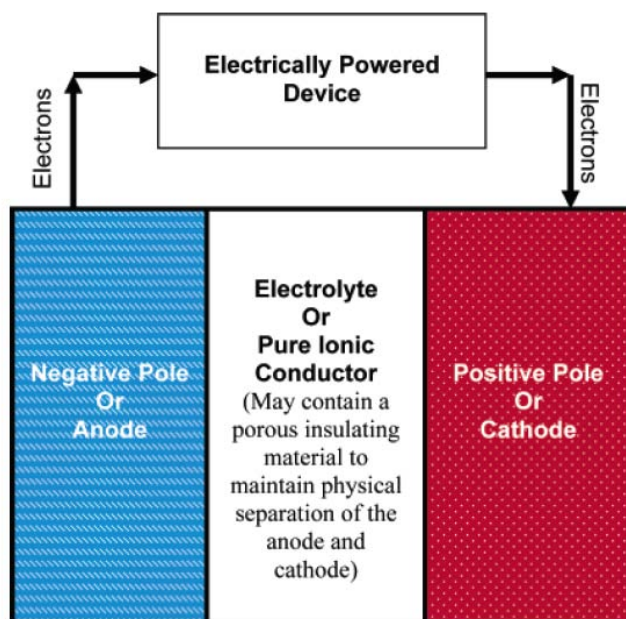 Electrically Powered
Device
Electrons
Electrons
Negative Pole
Or
Anode
Electrolyte
Or
Pure Ionic
Conductor
(May contain a
porous insulating
material to
maintain physical
separation of the
anode and
cathode)
Positive Pole
Or
Cathode